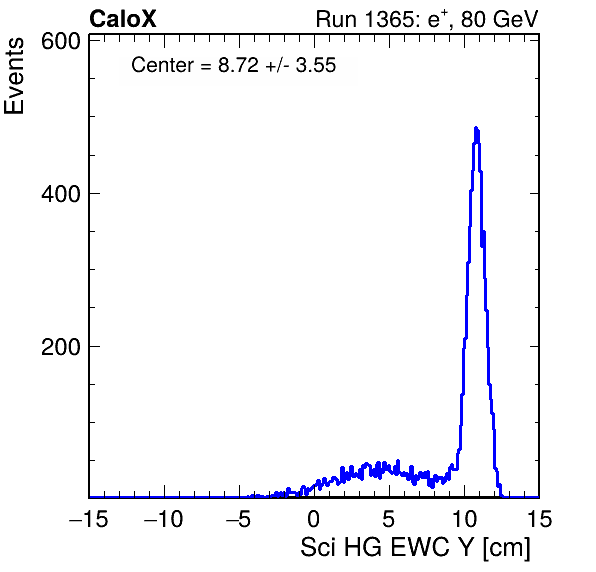 CaloX Run 1365: e⁺, 80 GeV
Center = 8.72 +/- 3.55
Events
600
400
200
−15 −10 −5 0 5 10 15
Sci HG EWC Y [cm]